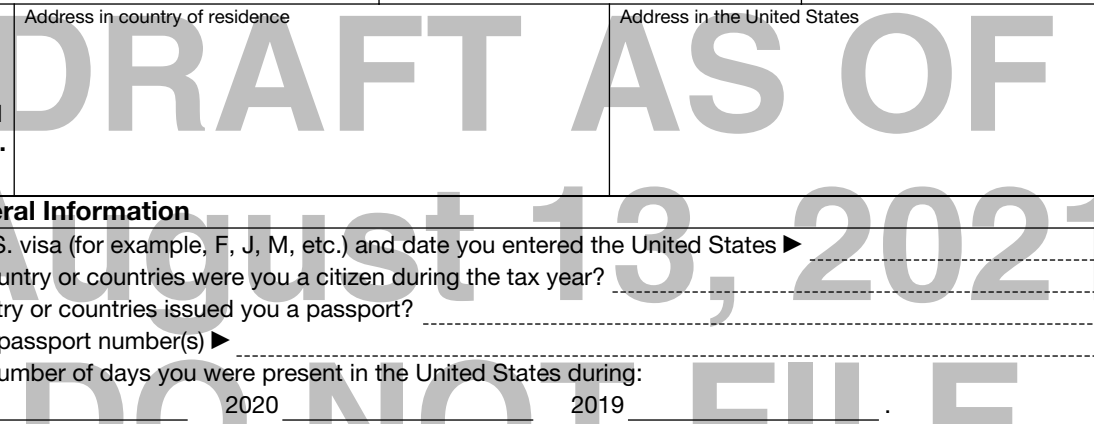 Address in country of residence
Address in the United States
DRAFT AS OF
.
eral Information
August 13, 2021
S. visa (for example, F, J, M, etc.) and date you entered the United States ▶
untry or countries were you a citizen during the tax year?
try or countries issued you a passport?
passport number(s) ▶
umber of days you were present in the United States during:
DO NOT FILE
2020 2019 .